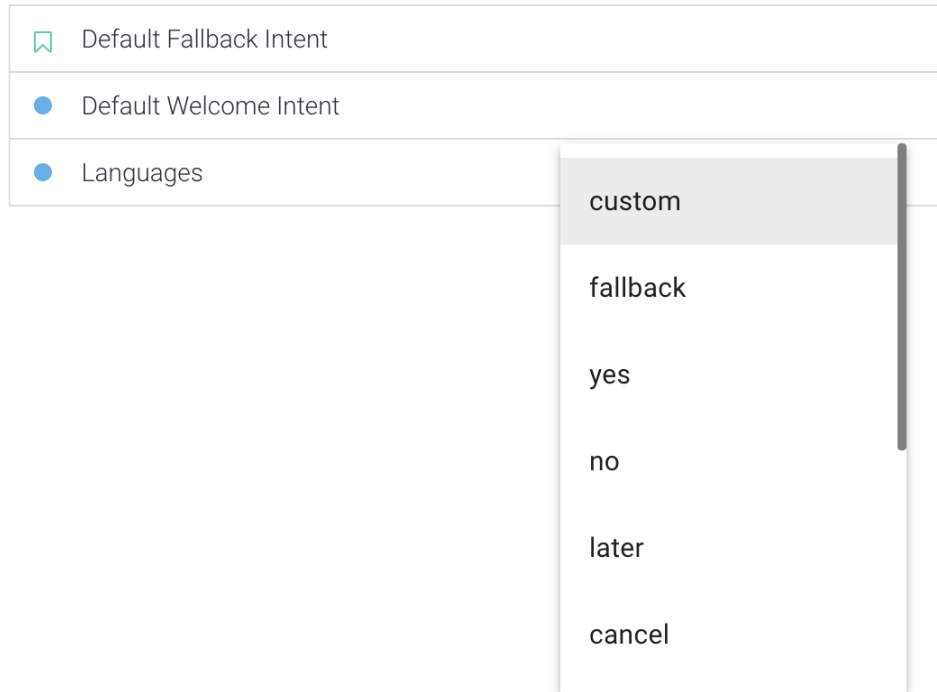 Default Fallback Intent
Default Welcome Intent
Languages
custom
fallback
yes
no
later
cancel